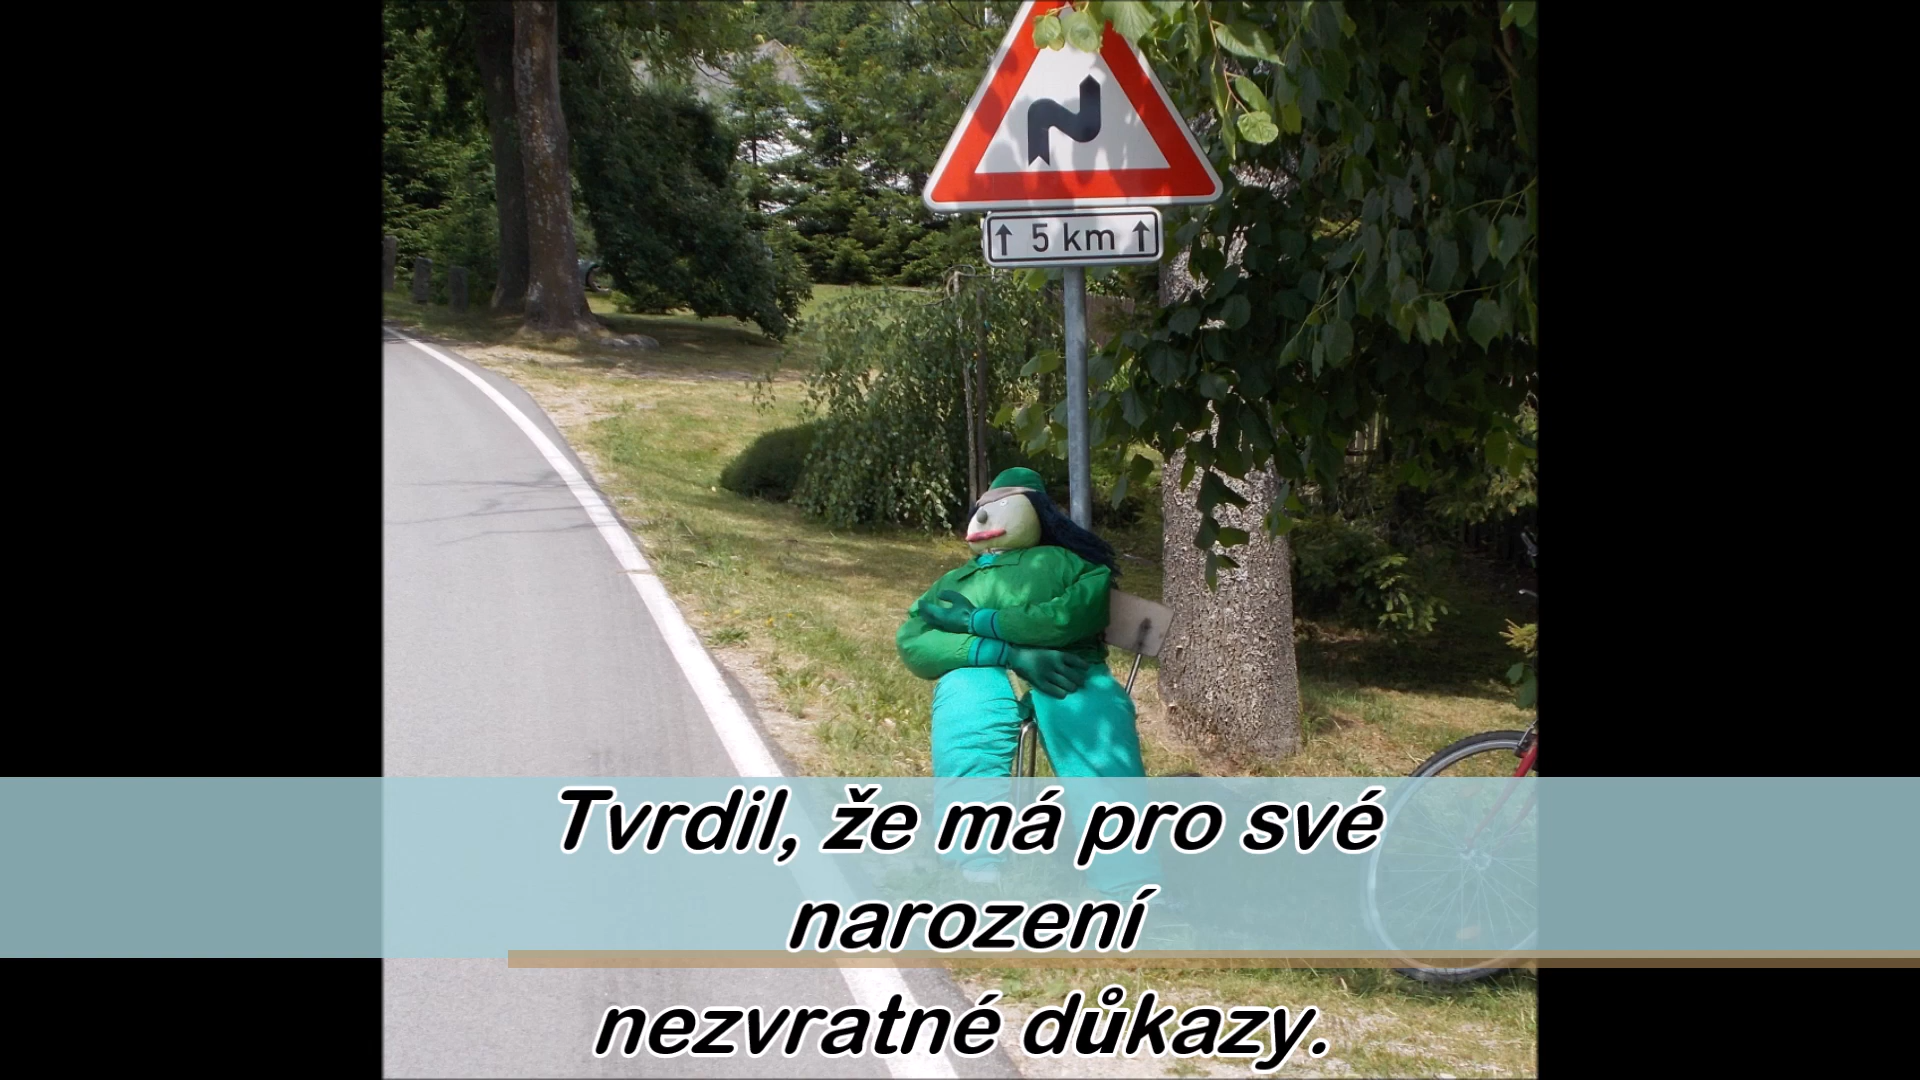 ↑ 5 km ↑
Tvrdil, že má pro své
narození
nezvratné důkazy.